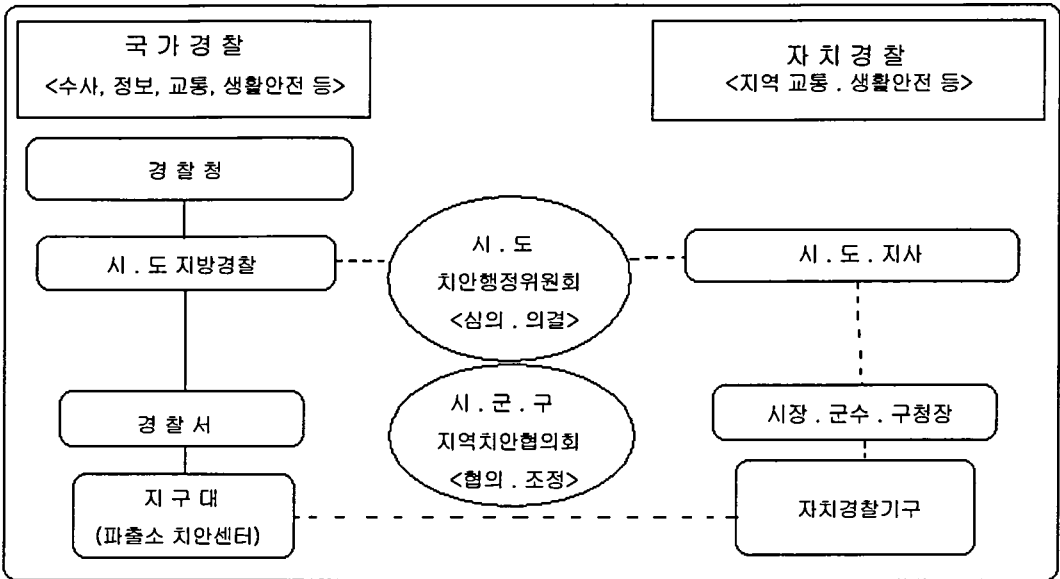 국 가 경 찰
<수사, 정보, 교통, 생활안전 등>
자 치 경 찰
<지역 교통 . 생활안전 등>
경 찰 청
시 . 도 지방경찰
시 . 도
치안행정위원회
<심의 . 의결>
시 . 도 . 지사
경 찰 서
시 . 군 . 구
지역치안협의회
<협의 . 조정>
시장 . 군수 . 구청장
지 구 대
(파출소 치안센터)
자치경찰기구